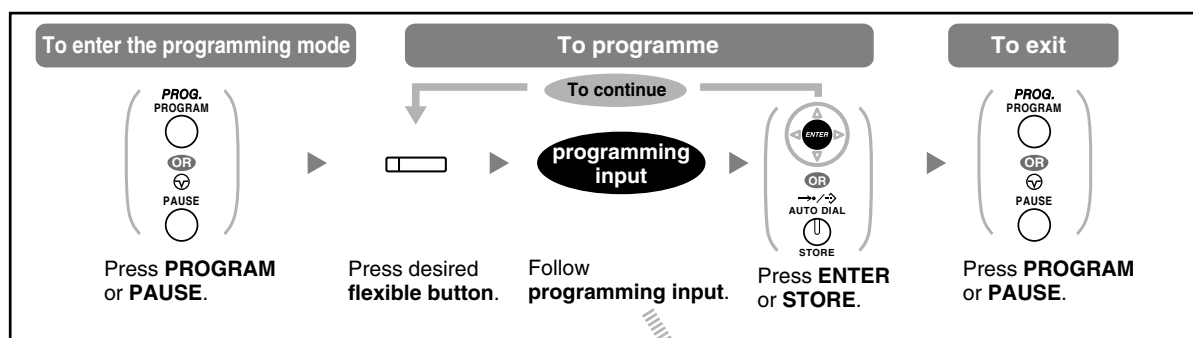 To enter the programming mode
To programme
To exit
To continue
PROG.
PROGRAM
OR
PAUSE
programming
input
ENTER
OR
AUTO DIAL
STORE
PROG.
PROGRAM
OR
PAUSE
Press PROGRAM
or PAUSE.
Press desired
flexible button.
Follow
programming input.
Press ENTER
or STORE.
Press PROGRAM
or PAUSE.